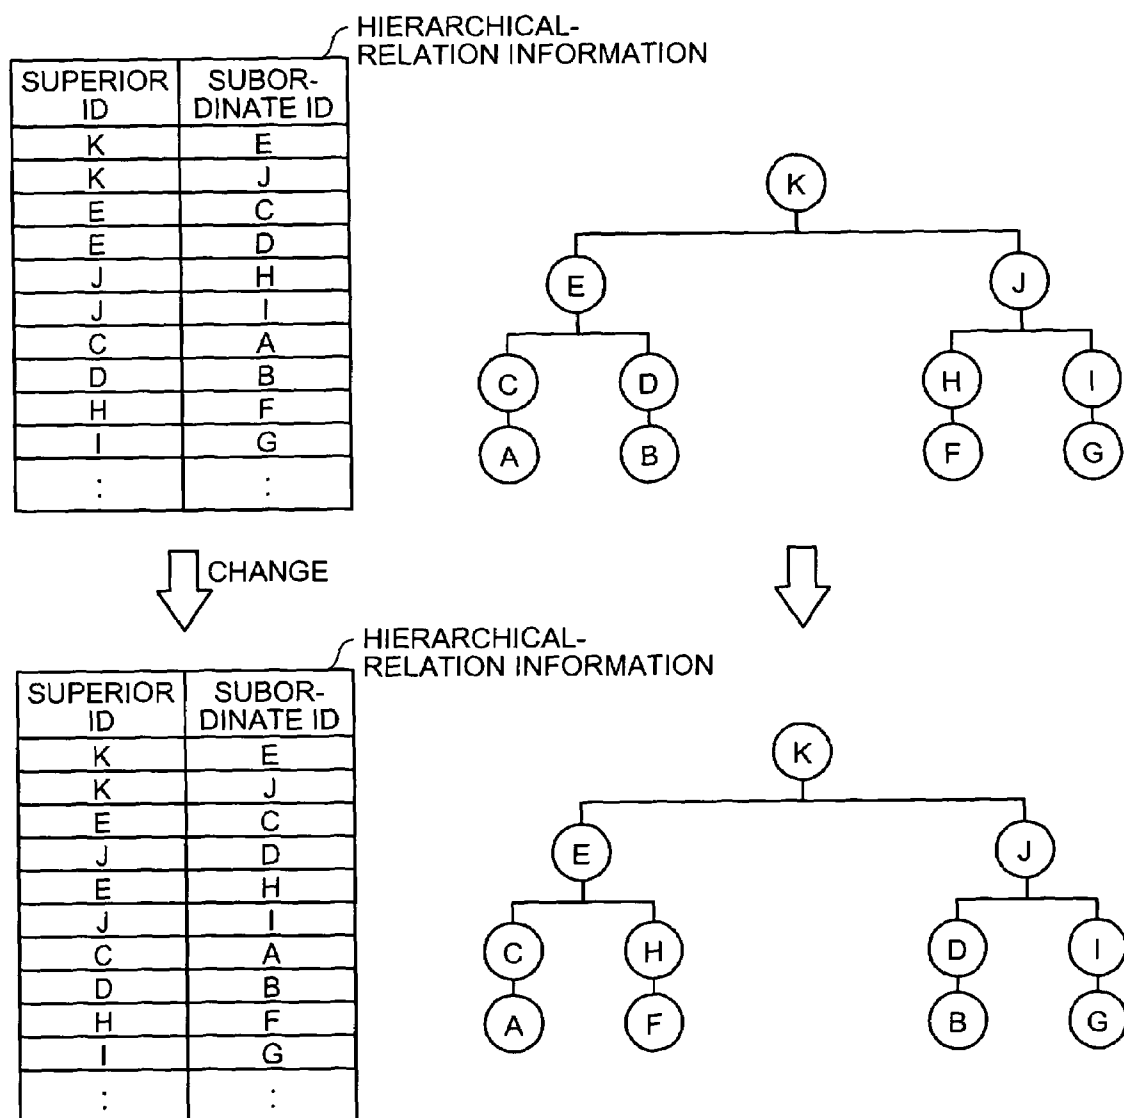 HIERARCHICAL-
RELATION INFORMATION
SUPERIOR SUBOR-
ID DINATE ID
K E
K J
E C
E D
J H
J I
C A
D B
H F
I G
: :
K
E J
C D H I
A B F G
CHANGE
HIERARCHICAL-
RELATION INFORMATION
SUPERIOR SUBOR-
ID DINATE ID
K E
K J
E C
J D
E H
J I
C A
D B
H F
I G
: :
K
E J
C H D I
A F B G